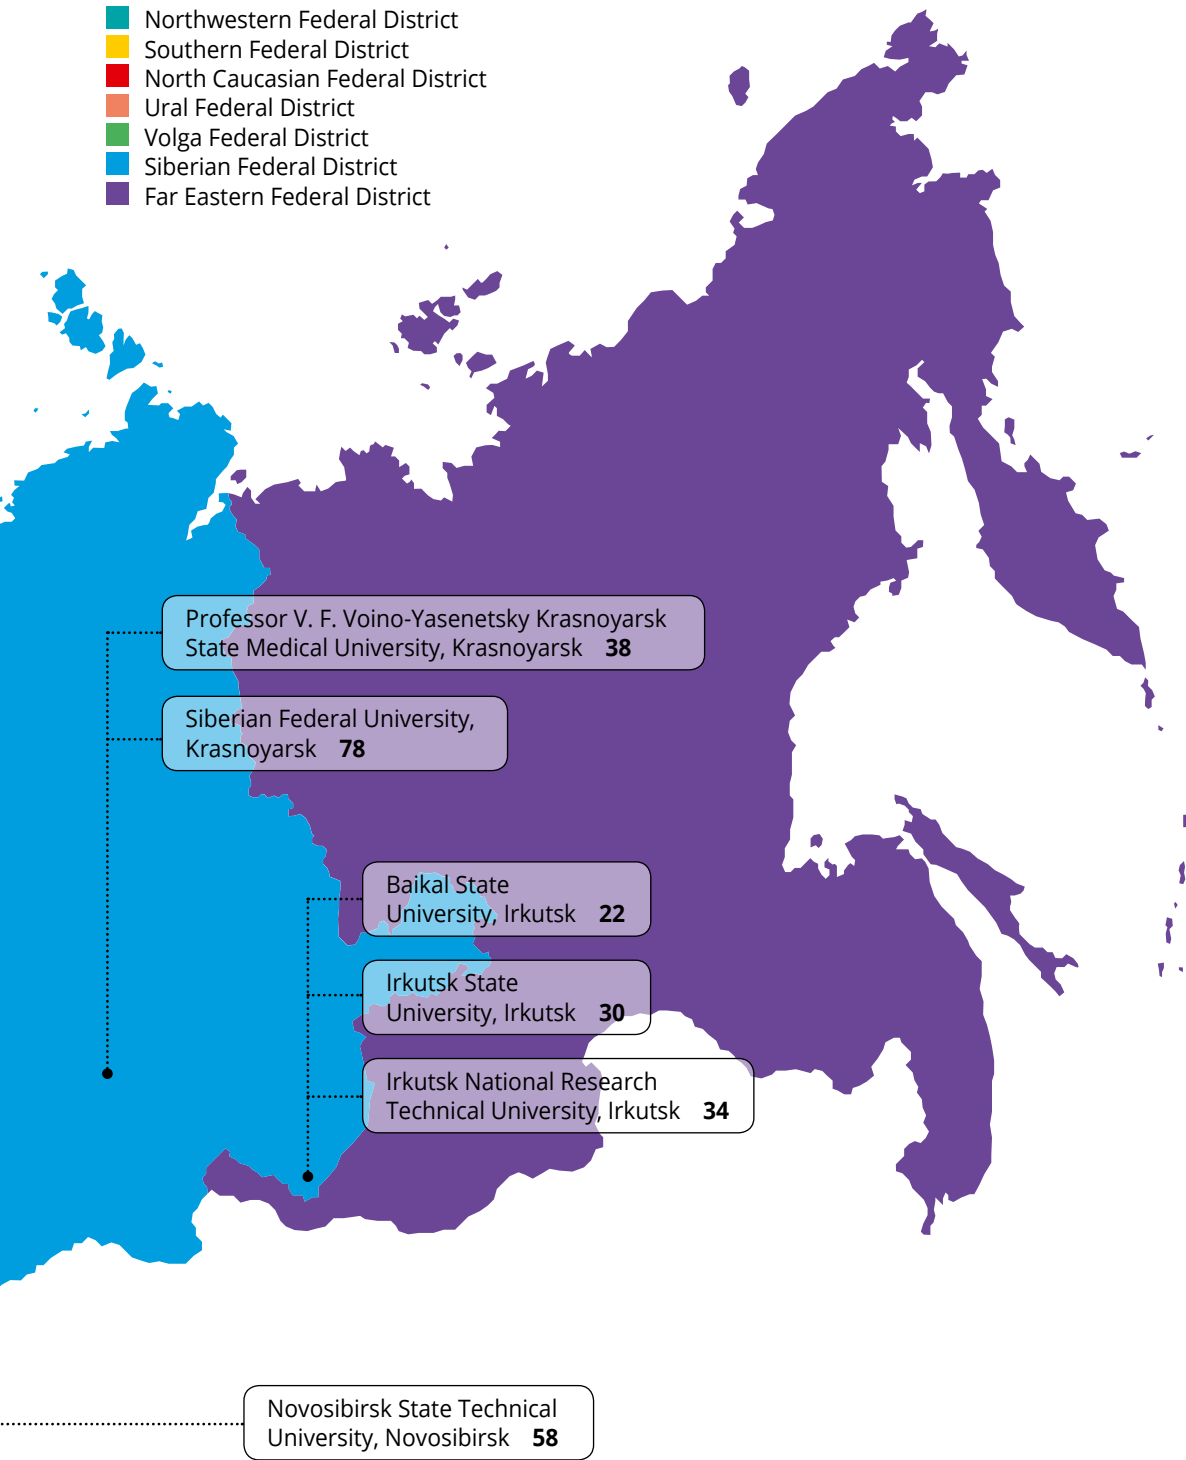 Northwestern Federal District
Southern Federal District
North Caucasian Federal District
Ural Federal District
Volga Federal District
Siberian Federal District
Far Eastern Federal District
Professor V. F. Voino-Yasenetsky Krasnoyarsk
State Medical University, Krasnoyarsk 38
Siberian Federal University,
Krasnoyarsk 78
Baikal State
University, Irkutsk 22
Irkutsk State
University, Irkutsk 30
Irkutsk National Research
Technical University, Irkutsk 34
Novosibirsk State Technical
University, Novosibirsk 58